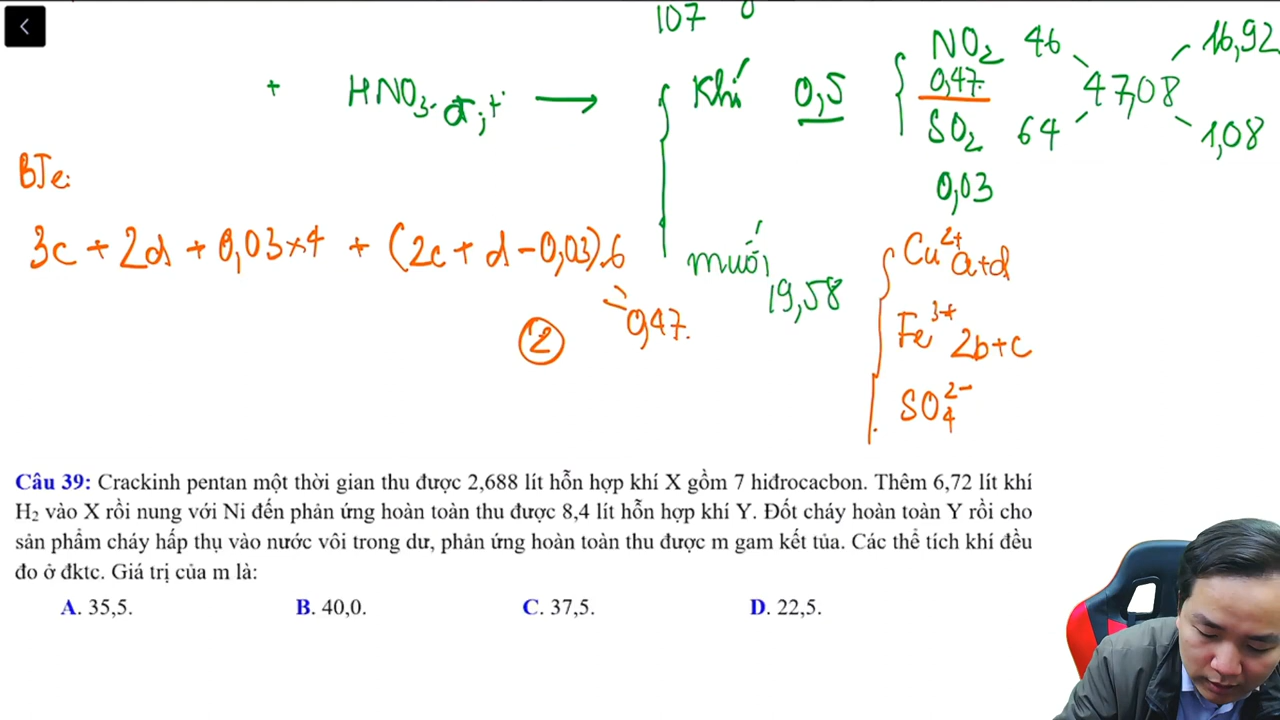 107
NO2 46 16,92
+ HNO3 đ,t° → Khí 0,5 0,47 47,08
SO2 64 1,08
0,03
BTe:
3c + 2d + 0,03×4 + (2c + d - 0,03).6
= 0,47.
②
muối
19,58
Cu2+ a+d
Fe3+ 2b+c
SO4 2-
Câu 39: Crackinh pentan một thời gian thu được 2,688 lít hỗn hợp khí X gồm 7 hiđrocacbon. Thêm 6,72 lít khí
H2 vào X rồi nung với Ni đến phản ứng hoàn toàn thu được 8,4 lít hỗn hợp khí Y. Đốt cháy hoàn toàn Y rồi cho
sản phẩm cháy hấp thụ vào nước vôi trong dư, phản ứng hoàn toàn thu được m gam kết tủa. Các thể tích khí đều
đo ở đktc. Giá trị của m là:
A. 35,5. B. 40,0. C. 37,5. D. 22,5.